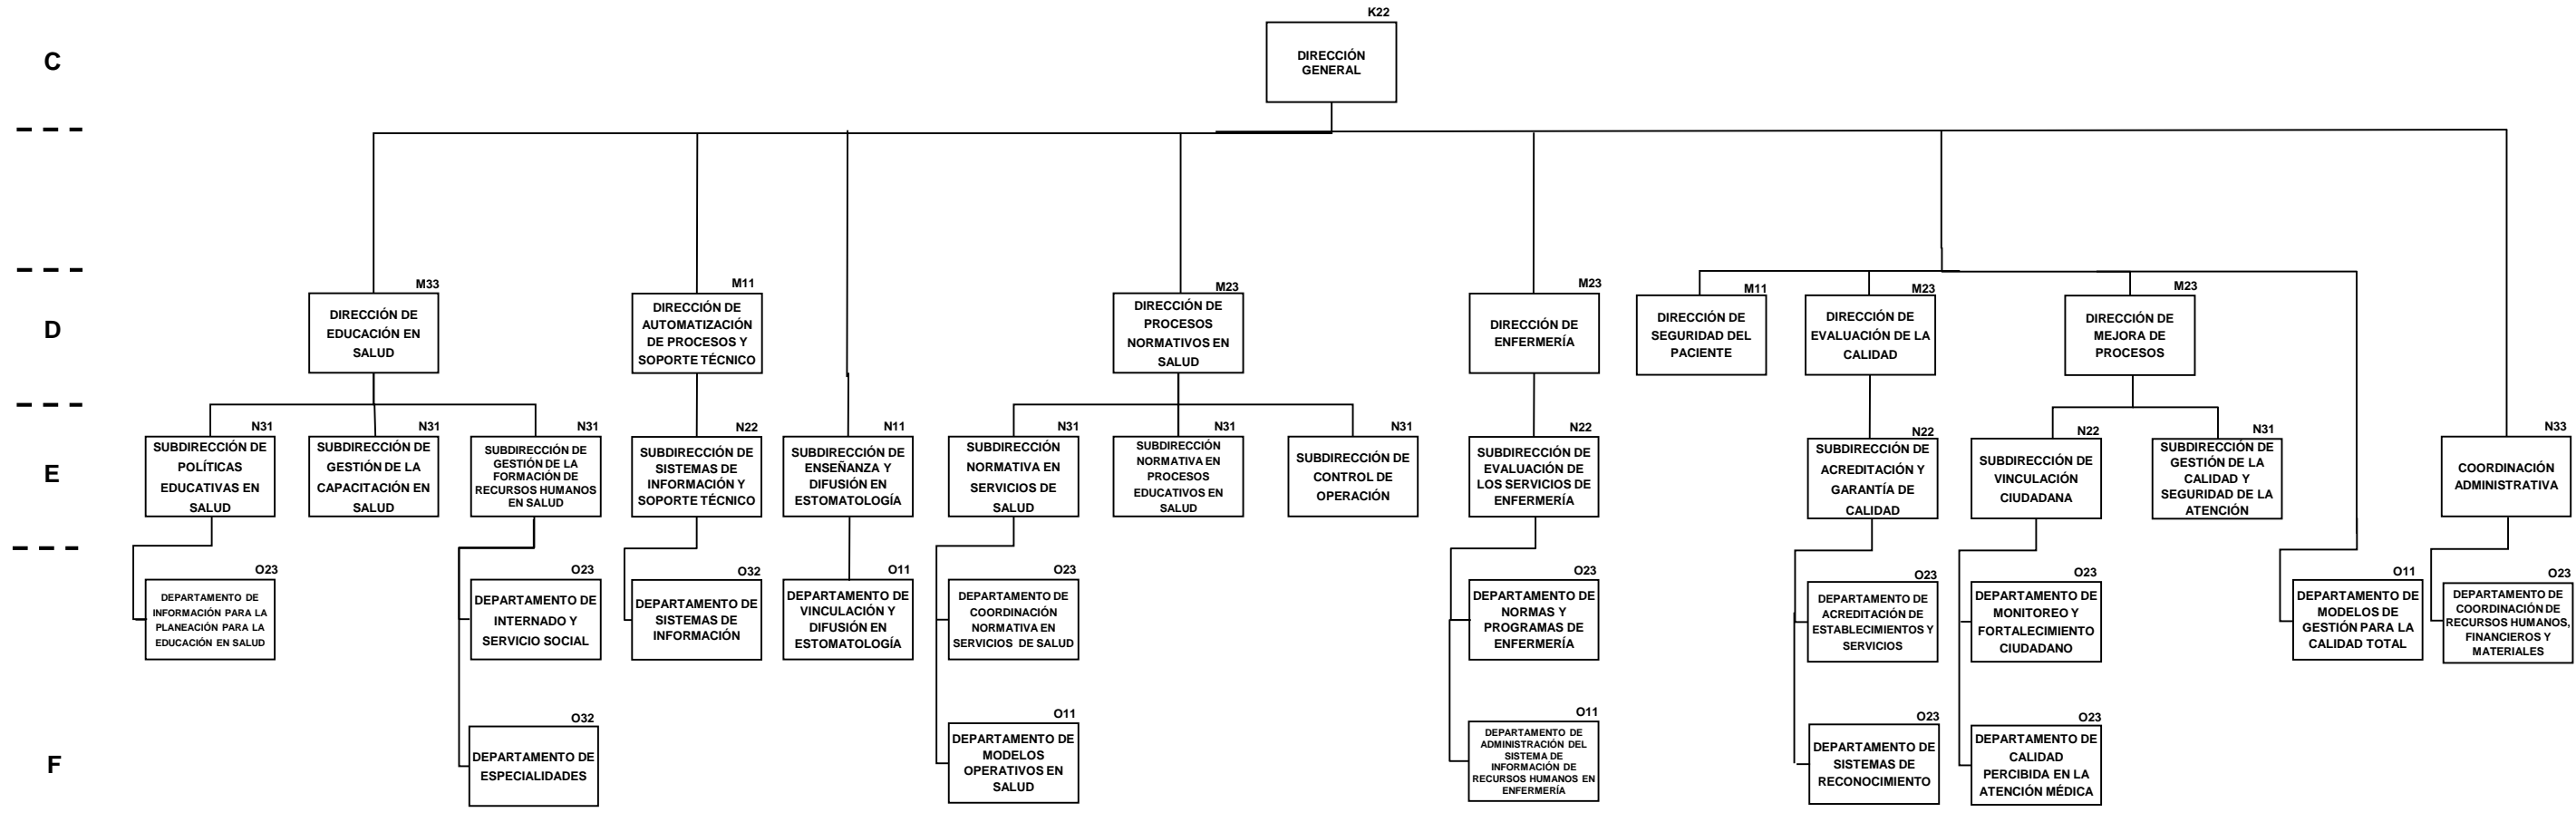 K22
C
DIRECCIÓN
GENERAL
D
M33
DIRECCIÓN DE
EDUCACIÓN EN
SALUD
M11
DIRECCIÓN DE
AUTOMATIZACIÓN
DE PROCESOS Y
SOPORTE TÉCNICO
M23
DIRECCIÓN DE
PROCESOS
NORMATIVOS EN
SALUD
M23
DIRECCIÓN DE
ENFERMERÍA
M11
DIRECCIÓN DE
SEGURIDAD DEL
PACIENTE
M23
DIRECCIÓN DE
EVALUACIÓN DE LA
CALIDAD
M23
DIRECCIÓN DE
MEJORA DE
PROCESOS
E
N31
SUBDIRECCIÓN DE
POLÍTICAS
EDUCATIVAS EN
SALUD
N31
SUBDIRECCIÓN DE
GESTIÓN DE LA
CAPACITACIÓN EN
SALUD
N31
SUBDIRECCIÓN DE
GESTIÓN DE LA
FORMACIÓN DE
RECURSOS HUMANOS
EN SALUD
N22
SUBDIRECCIÓN DE
SISTEMAS DE
INFORMACIÓN Y
SOPORTE TÉCNICO
N11
SUBDIRECCIÓN DE
ENSEÑANZA Y
DIFUSIÓN EN
ESTOMATOLOGÍA
N31
SUBDIRECCIÓN
NORMATIVA EN
SERVICIOS DE
SALUD
N31
SUBDIRECCIÓN
NORMATIVA EN
PROCESOS
EDUCATIVOS EN
SALUD
N31
SUBDIRECCIÓN DE
CONTROL DE
OPERACIÓN
N22
SUBDIRECCIÓN DE
EVALUACIÓN DE
LOS SERVICIOS DE
ENFERMERÍA
N22
SUBDIRECCIÓN DE
ACREDITACIÓN Y
GARANTÍA DE
CALIDAD
N22
SUBDIRECCIÓN DE
VINCULACIÓN
CIUDADANA
N31
SUBDIRECCIÓN DE
GESTIÓN DE LA
CALIDAD Y
SEGURIDAD DE LA
ATENCIÓN
N33
COORDINACIÓN
ADMINISTRATIVA
O23
DEPARTAMENTO DE
INFORMACIÓN PARA LA
PLANEACIÓN PARA LA
EDUCACIÓN EN SALUD
O23
DEPARTAMENTO DE
INTERNADO Y
SERVICIO SOCIAL
O32
DEPARTAMENTO DE
SISTEMAS DE
INFORMACIÓN
O11
DEPARTAMENTO DE
VINCULACIÓN Y
DIFUSIÓN EN
ESTOMATOLOGÍA
O23
DEPARTAMENTO DE
COORDINACIÓN
NORMATIVA EN
SERVICIOS DE SALUD
O23
DEPARTAMENTO DE
NORMAS Y
PROGRAMAS DE
ENFERMERÍA
O23
DEPARTAMENTO DE
ACREDITACIÓN DE
ESTABLECIMIENTOS Y
SERVICIOS
O23
DEPARTAMENTO DE
MONITOREO Y
FORTALECIMIENTO
CIUDADANO
O11
DEPARTAMENTO DE
MODELOS DE
GESTIÓN PARA LA
CALIDAD TOTAL
O23
DEPARTAMENTO DE
COORDINACIÓN DE
RECURSOS HUMANOS,
FINANCIEROS Y
MATERIALES
F
O32
DEPARTAMENTO DE
ESPECIALIDADES
O11
DEPARTAMENTO DE
MODELOS
OPERATIVOS EN
SALUD
O11
DEPARTAMENTO DE
ADMINISTRACIÓN DEL
SISTEMA DE
INFORMACIÓN DE
RECURSOS HUMANOS EN
ENFERMERÍA
O23
DEPARTAMENTO DE
SISTEMAS DE
RECONOCIMIENTO
O23
DEPARTAMENTO DE
CALIDAD
PERCIBIDA EN LA
ATENCIÓN MÉDICA